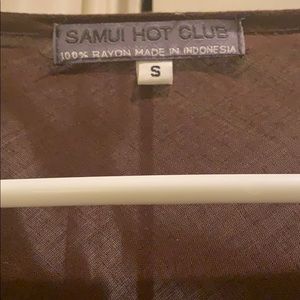 SAMUI HOT CLUB
100% RAYON MADE IN INDONESIA
S